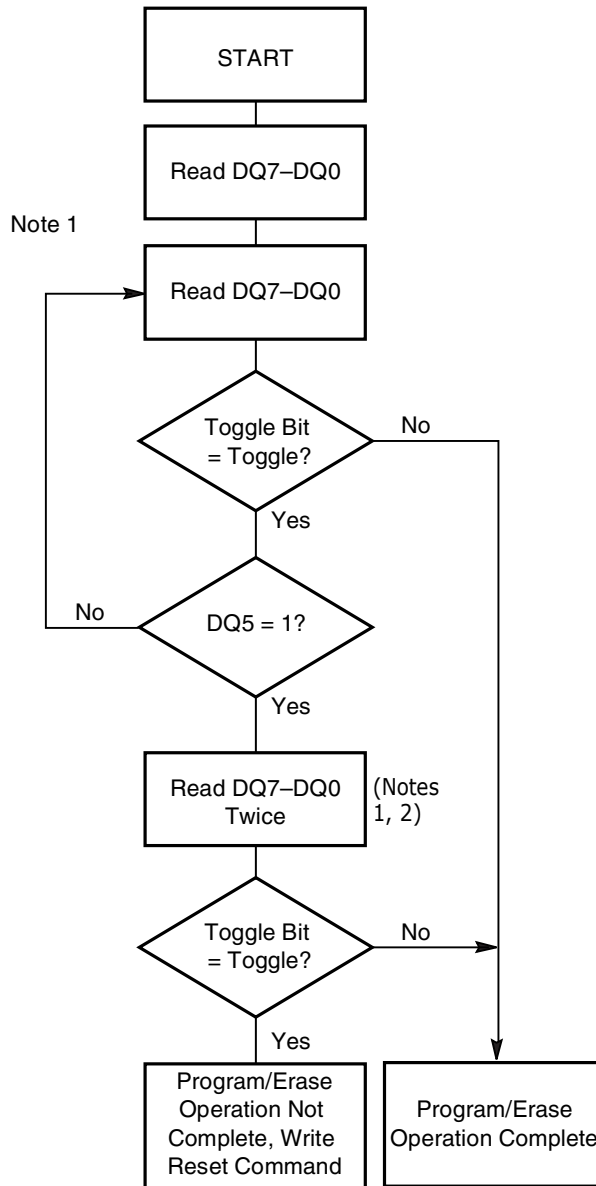 START
Read DQ7–DQ0
Note 1
Read DQ7–DQ0
Toggle Bit
= Toggle?
No
Yes
No
DQ5 = 1?
Yes
Read DQ7–DQ0
Twice
(Notes
1, 2)
Toggle Bit
= Toggle?
No
Yes
Program/Erase
Operation Not
Complete, Write
Reset Command
Program/Erase
Operation Complete